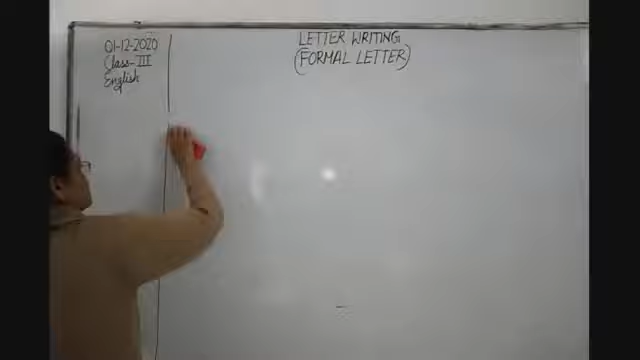 01-12-2020
Class-III
English
LETTER WRITING
(FORMAL LETTER)